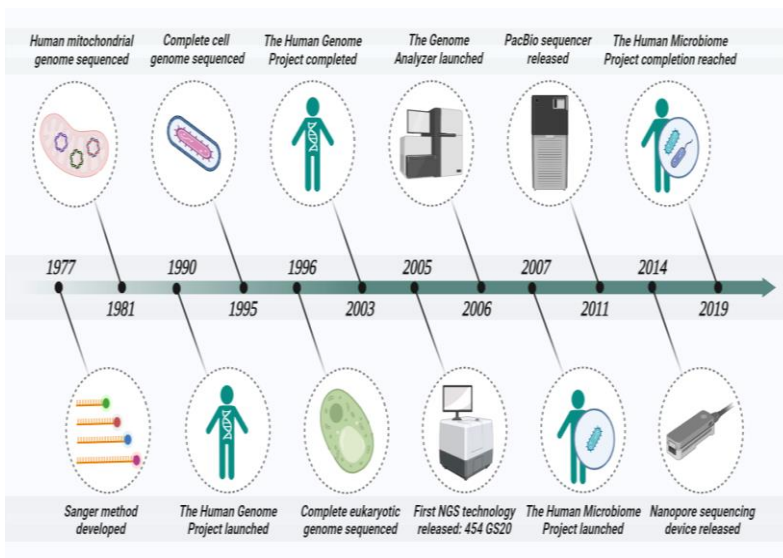 Human mitochondrial
genome sequenced
Complete cell
genome sequenced
The Human Genome
Project completed
The Genome
Analyzer launched
PacBio sequencer
released
The Human Microbiome
Project completion reached
1977
1990
1996
2005
2007
2014
1981
1995
2003
2006
2011
2019
Sanger method
developed
The Human Genome
Project launched
Complete eukaryotic
genome sequenced
First NGS technology
released: 454 GS20
The Human Microbiome
Project launched
Nanopore sequencing
device released